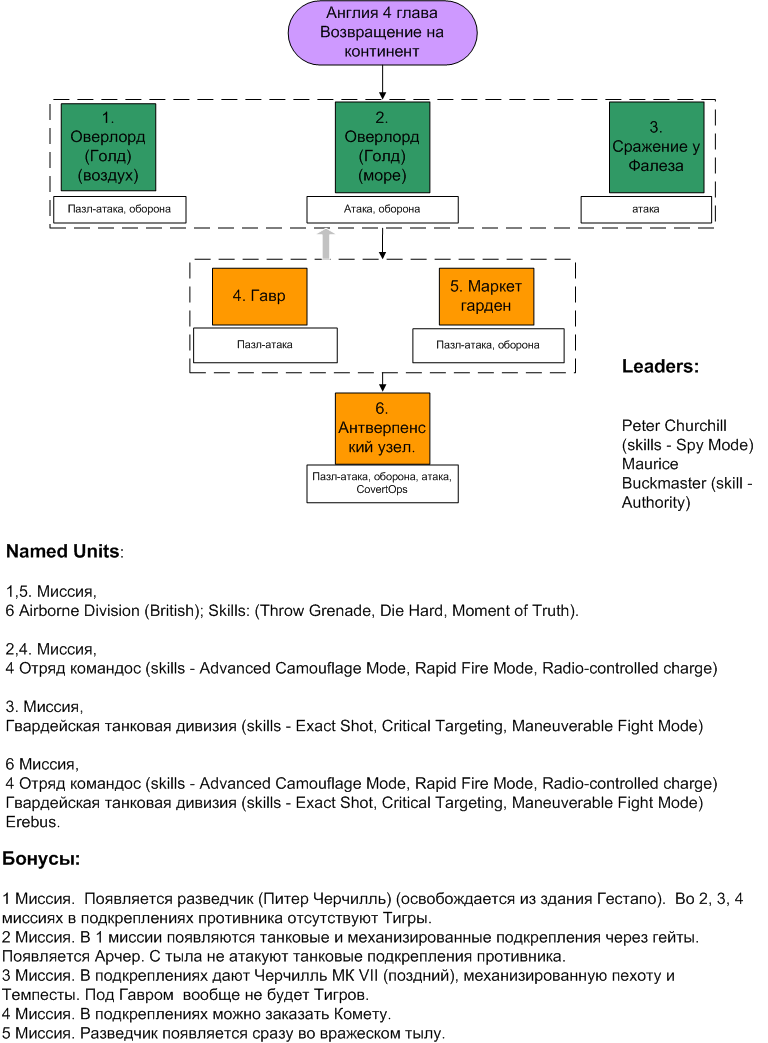 Англия 4 глава
Возвращение на
континент
1.
Оверлорд
(Голд)
(воздух)
Пазл-атака, оборона
2.
Оверлорд
(Голд)
(море)
Атака, оборона
3.
Сражение у
Фалеза
атака
4. Гавр
Пазл-атака
5. Маркет
гарден
Пазл-атака, оборона
6.
Антверпенс
кий узел.
Пазл-атака, оборона, атака,
CovertOps
Leaders:
Peter Churchill
(skills - Spy Mode)
Maurice
Buckmaster (skill -
Authority)
Named Units:
1,5. Миссия,
6 Airborne Division (British); Skills: (Throw Grenade, Die Hard, Moment of Truth).
2,4. Миссия,
4 Отряд командос (skills - Advanced Camouflage Mode, Rapid Fire Mode, Radio-controlled charge)
3. Миссия,
Гвардейская танковая дивизия (skills - Exact Shot, Critical Targeting, Maneuverable Fight Mode)
6 Миссия,
4 Отряд командос (skills - Advanced Camouflage Mode, Rapid Fire Mode, Radio-controlled charge)
Гвардейская танковая дивизия (skills - Exact Shot, Critical Targeting, Maneuverable Fight Mode)
Erebus.
Бонусы:
1 Миссия. Появляется разведчик (Питер Черчилль) (освобождается из здания Гестапо). Во 2, 3, 4
миссиях в подкреплениях противника отсутствуют Тигры.
2 Миссия. В 1 миссии появляются танковые и механизированные подкрепления через гейты.
Появляется Арчер. С тыла не атакуют танковые подкрепления противника.
3 Миссия. В подкреплениях дают Черчилль МК VII (поздний), механизированную пехоту и
Темпесты. Под Гавром вообще не будет Тигров.
4 Миссия. В подкреплениях можно заказать Комету.
5 Миссия. Разведчик появляется сразу во вражеском тылу.